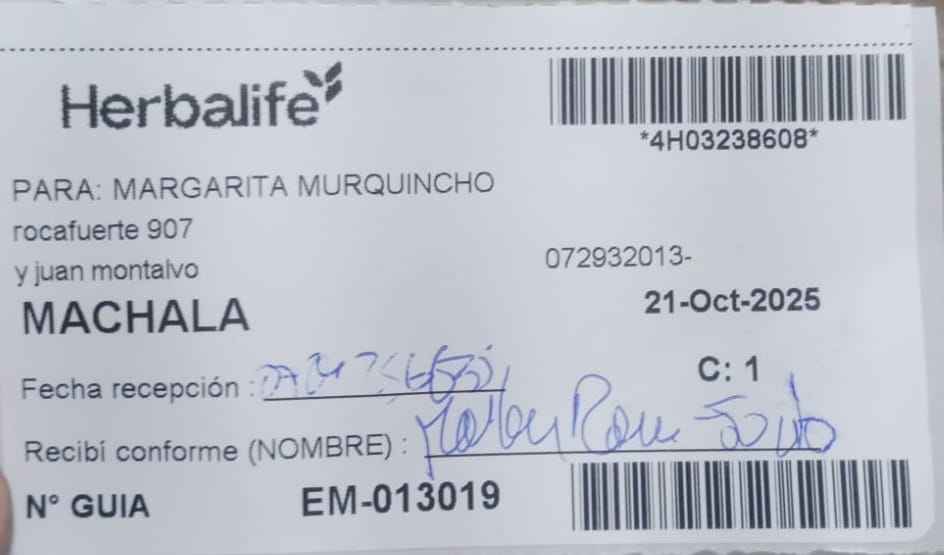 Herbalife
*4H03238608*
PARA: MARGARITA MURQUINCHO
rocafuerte 907
y juan montalvo
072932013-
MACHALA
21-Oct-2025
C: 1
Fecha recepción :
Recibí conforme (NOMBRE) :
N° GUIA EM-013019